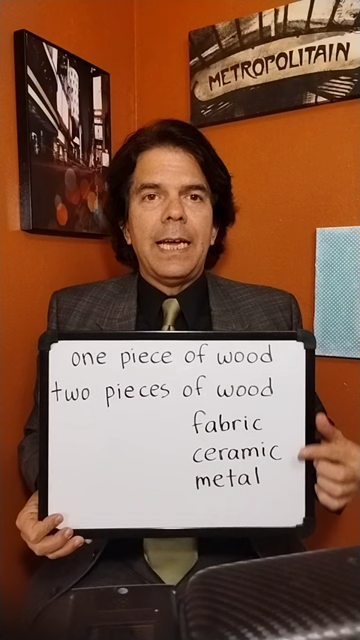 METROPOLITAIN
one piece of wood
two pieces of wood
fabric
ceramic
metal